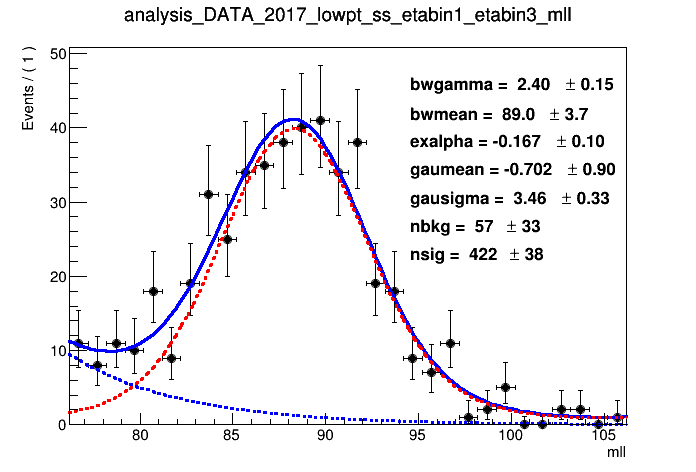 analysis_DATA_2017_lowpt_ss_etabin1_etabin3_mll
Events / ( 1 )
50
40
30
20
10
0
bwgamma = 2.40 ± 0.15
bwmean = 89.0 ± 3.7
exalpha = -0.167 ± 0.10
gaumean = -0.702 ± 0.90
gausigma = 3.46 ± 0.33
nbkg = 57 ± 33
nsig = 422 ± 38
80 85 90 95 100 105
mll